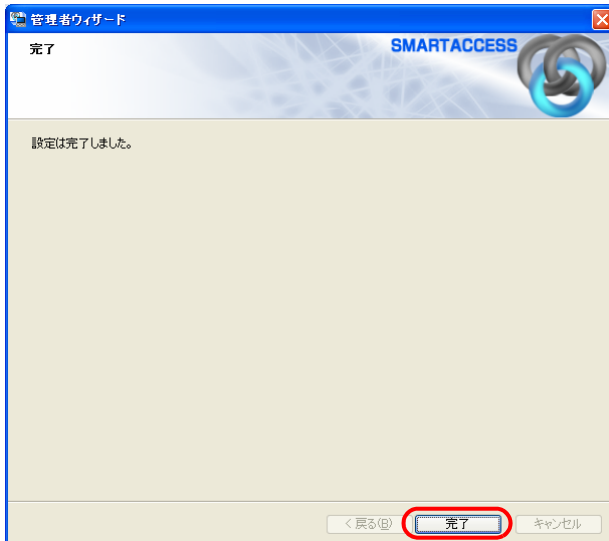 管理者ウィザード
完了
SMARTACCESS
設定は完了しました。
< 戻る(B)
完了
キャンセル